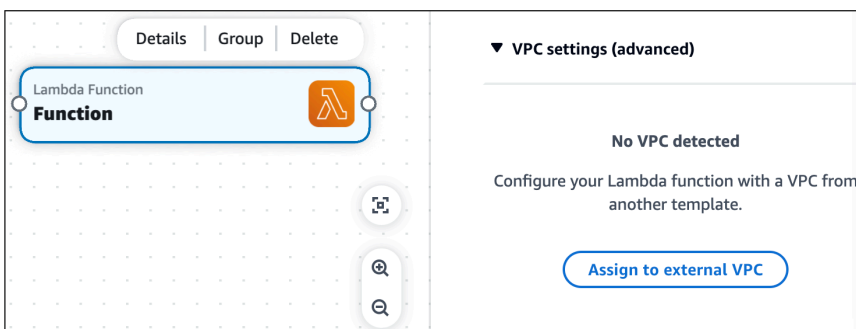 Details Group Delete
Lambda Function
Function
▼ VPC settings (advanced)
No VPC detected
Configure your Lambda function with a VPC from
another template.
Assign to external VPC